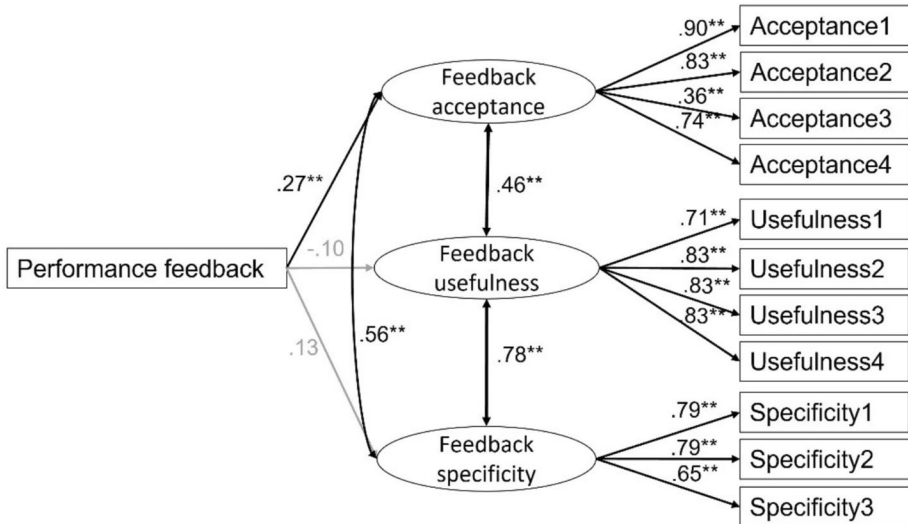 Acceptance1
.90**
Feedback
acceptance
.83**
Acceptance2
.36**
Acceptance3
.74**
Acceptance4
.27**
.46**
.71**
Usefulness1
Performance feedback
-.10
Feedback
usefulness
.83**
Usefulness2
.83**
Usefulness3
.83**
Usefulness4
.13
.56**
.78**
.79**
Specificity1
Feedback
specificity
.79**
Specificity2
.65**
Specificity3